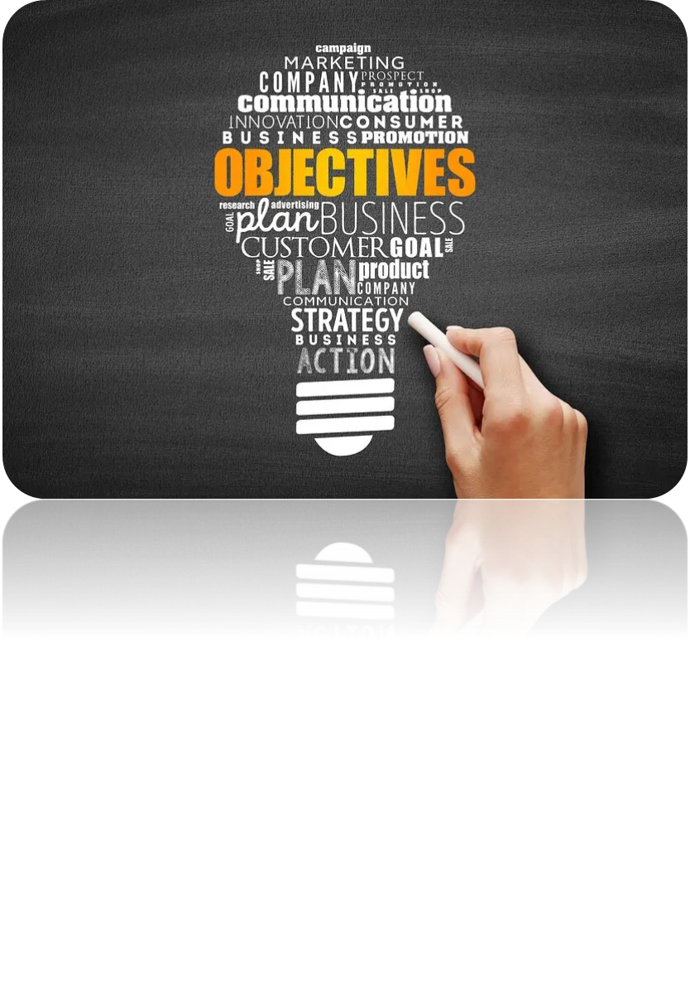 campaign
MARKETING
COMPANY PROSPECT
PROMOTION
SALE SHOP
communication
INNOVATION CONSUMER
BUSINESS PROMOTION
OBJECTIVES
research advertising
GOAL plan BUSINESS
CUSTOMER GOAL SALE
SHOP SALE PLAN product
COMPANY
COMMUNICATION
STRATEGY
BUSINESS
ACTION